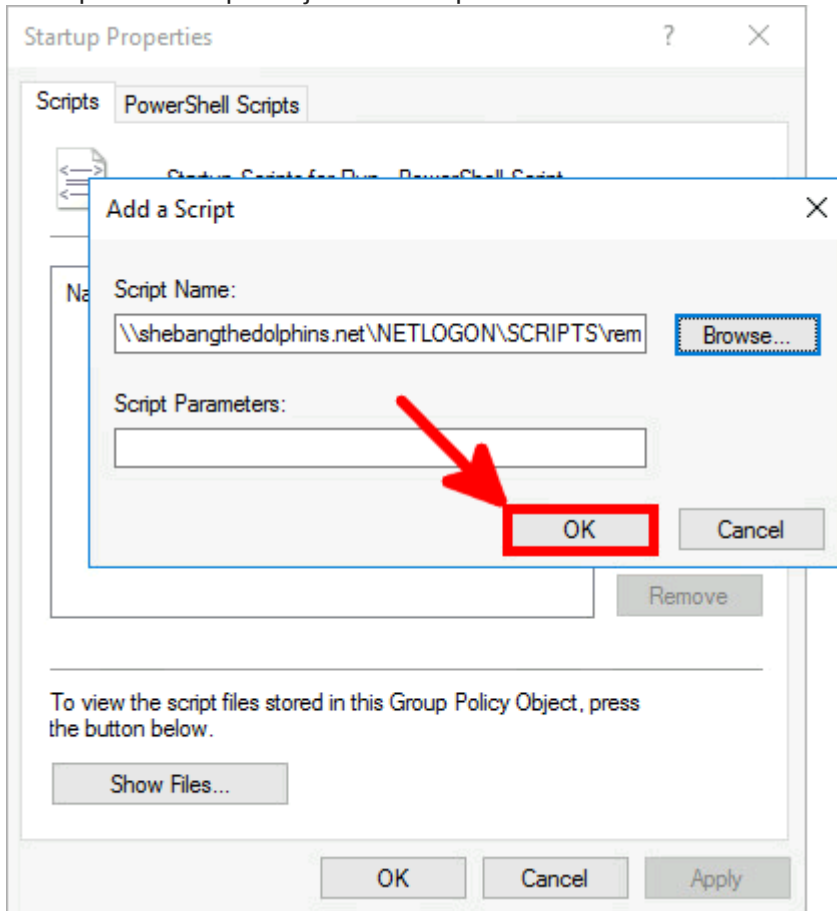 Startup Properties
?
Scripts
PowerShell Scripts
Add a Script
Na
Script Name:
\\shebangthedolphins.net\NETLOGON\SCRIPTS\rem
Browse...
Script Parameters:
OK
Cancel
Remove
To view the script files stored in this Group Policy Object, press
the button below.
Show Files...
OK
Cancel
Apply